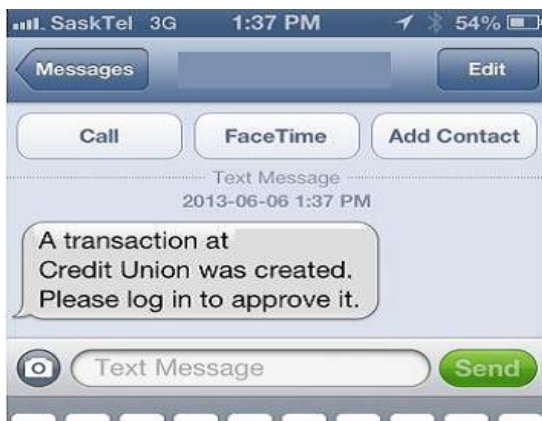 SaskTel 3G 1:37 PM 54%
Messages Edit
Call FaceTime Add Contact
Text Message
2013-06-06 1:37 PM
A transaction at
Credit Union was created.
Please log in to approve it.
Text Message Send